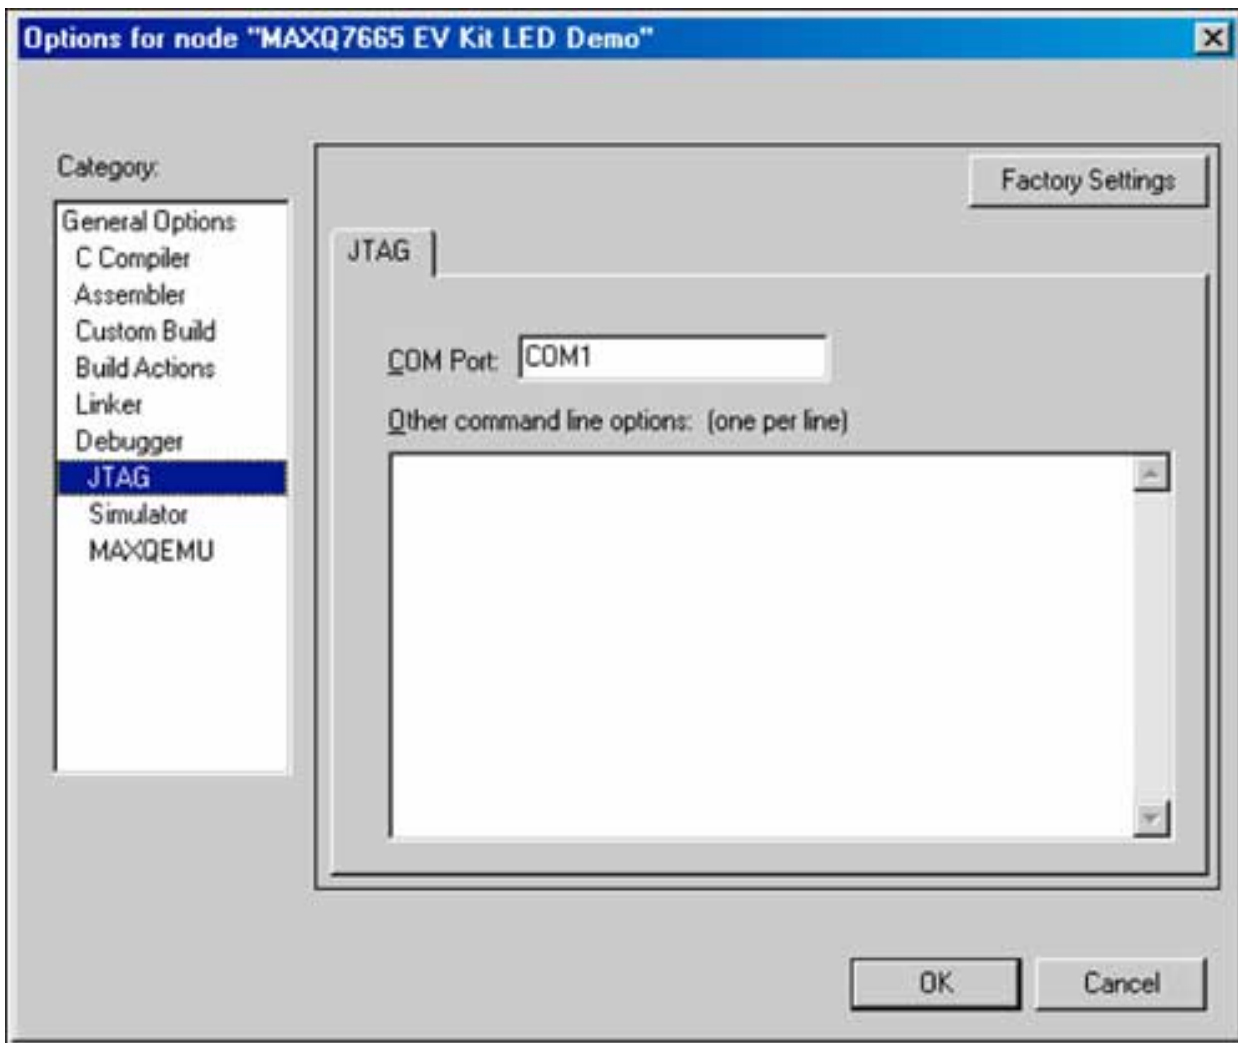 Options for node "MAXQ7665 EV Kit LED Demo"
Category:
General Options
C Compiler
Assembler
Custom Build
Build Actions
Linker
Debugger
JTAG
Simulator
MAXQEMU
Factory Settings
JTAG
COM Port: COM1
Other command line options: (one per line)
OK
Cancel